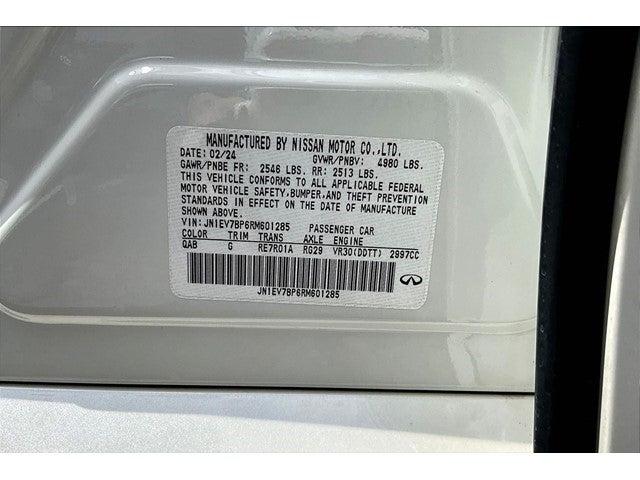 MANUFACTURED BY NISSAN MOTOR CO.,LTD.
DATE: 02/24 GVWR/PNBV: 4980 LBS.
GAWR/PNBE FR: 2546 LBS. RR: 2513 LBS.
THIS VEHICLE CONFORMS TO ALL APPLICABLE FEDERAL
MOTOR VEHICLE SAFETY, BUMPER, AND THEFT PREVENTION
STANDARDS IN EFFECT ON THE DATE OF MANUFACTURE
SHOWN ABOVE.
VIN: JN1EV7BP6RM601285 PASSENGER CAR
COLOR TRIM TRANS AXLE ENGINE
QAB G RE7R01A RG29 VR30(DDTT) 2997CC
JN1EV7BP6RM601285